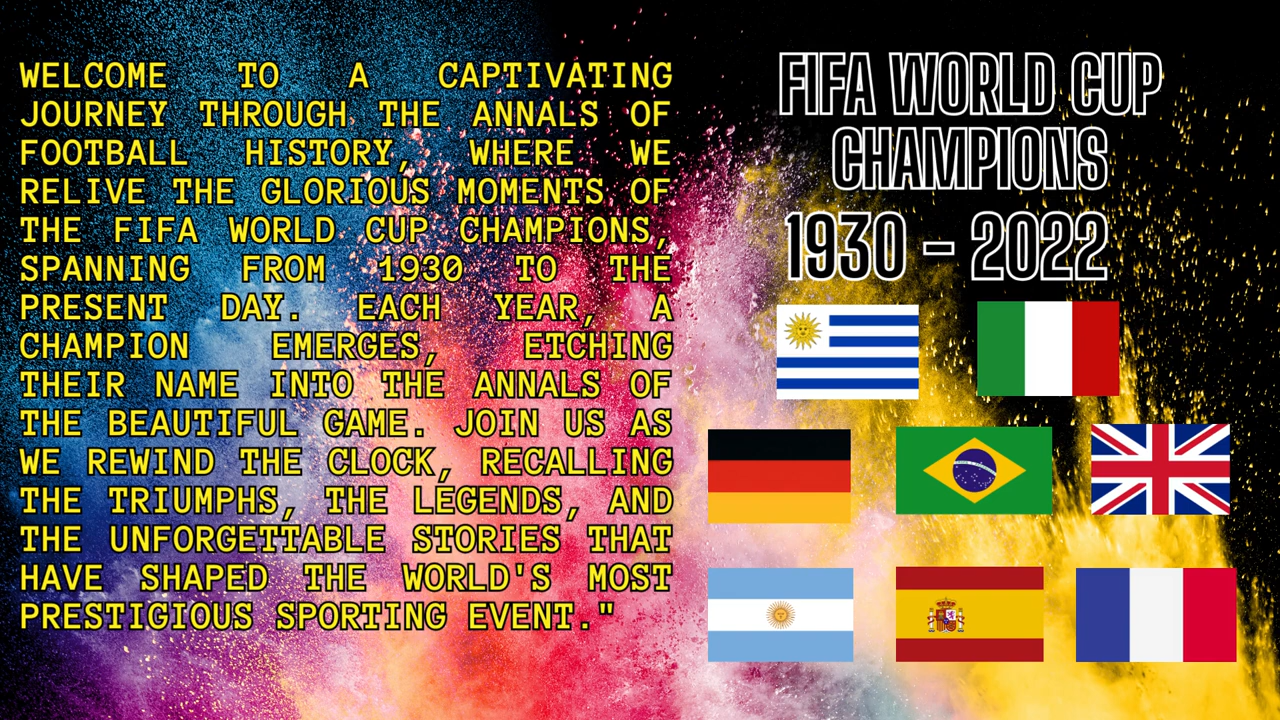 WELCOME TO A CAPTIVATING
JOURNEY THROUGH THE ANNALS OF
FOOTBALL HISTORY, WHERE WE
RELIVE THE GLORIOUS MOMENTS OF
THE FIFA WORLD CUP CHAMPIONS,
SPANNING FROM 1930 TO THE
PRESENT DAY. EACH YEAR, A
CHAMPION EMERGES, ETCHING
THEIR NAME INTO THE ANNALS OF
THE BEAUTIFUL GAME. JOIN US AS
WE REWIND THE CLOCK, RECALLING
THE TRIUMPHS, THE LEGENDS, AND
THE UNFORGETTABLE STORIES THAT
HAVE SHAPED THE WORLD'S MOST
PRESTIGIOUS SPORTING EVENT."
FIFA WORLD CUP
CHAMPIONS
1930 - 2022